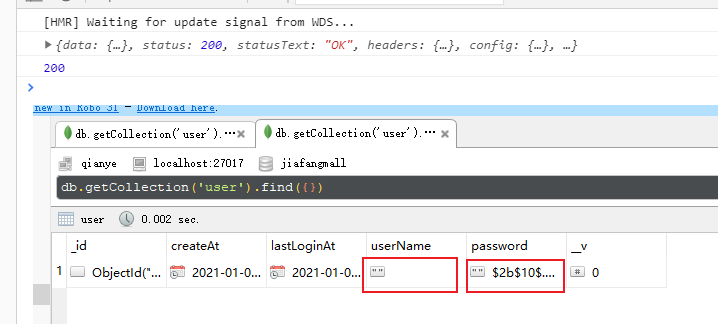 [HMR] Waiting for update signal from WDS...
{data: {…}, status: 200, statusText: "OK", headers: {…}, config: {…}, …}
200
new in Robo 3T — Download here.
db.getCollection('user').··· db.getCollection('user').···
qianye localhost:27017 jiafangmall
db.getCollection('user').find({})
user 0.002 sec.
_id createAt lastLoginAt userName password __v
1 ObjectId("... 2021-01-0... 2021-01-0... "" "" $2b$10$.... # 0